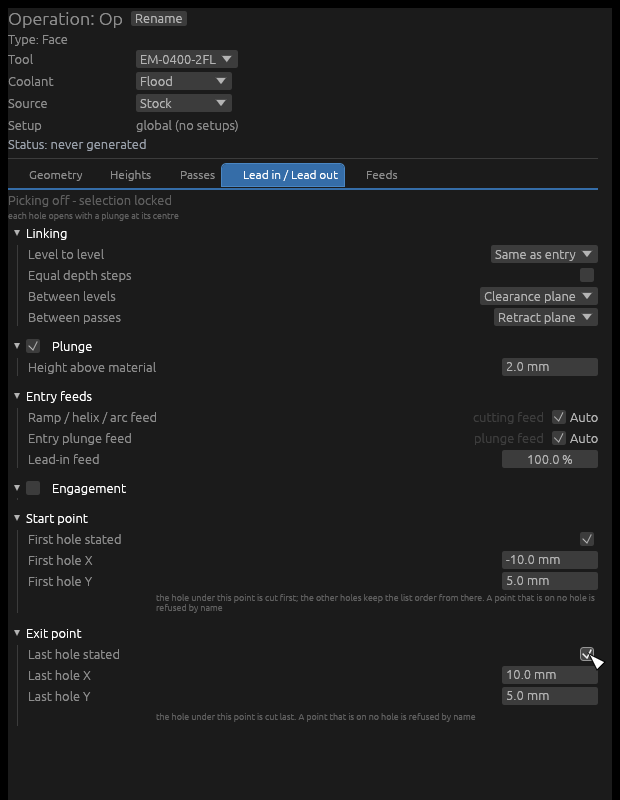 Operation: Op Rename
Type: Face
Tool EM-0400-2FL
Coolant Flood
Source Stock
Setup global (no setups)
Status: never generated
Geometry Heights Passes Lead in / Lead out Feeds
Picking off - selection locked
each hole opens with a plunge at its centre
Linking
Level to level Same as entry
Equal depth steps
Between levels Clearance plane
Between passes Retract plane
Plunge
Height above material 2.0 mm
Entry feeds
Ramp / helix / arc feed cutting feed Auto
Entry plunge feed plunge feed Auto
Lead-in feed 100.0 %
Engagement
Start point
First hole stated
First hole X -10.0 mm
First hole Y 5.0 mm
the hole under this point is cut first; the other holes keep the list order from there. A point that is on no hole is
refused by name
Exit point
Last hole stated
Last hole X 10.0 mm
Last hole Y 5.0 mm
the hole under this point is cut last. A point that is on no hole is refused by name